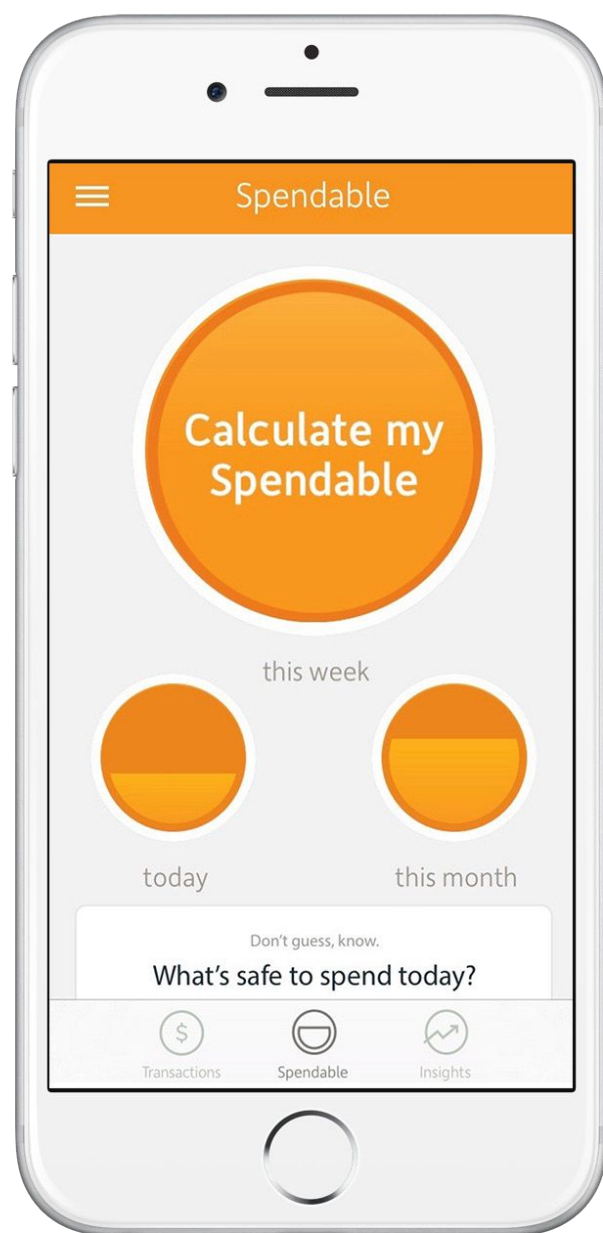 Spendable
Calculate my
Spendable
this week
today
this month
Don't guess, know.
What's safe to spend today?
$
Transactions
Spendable
Insights